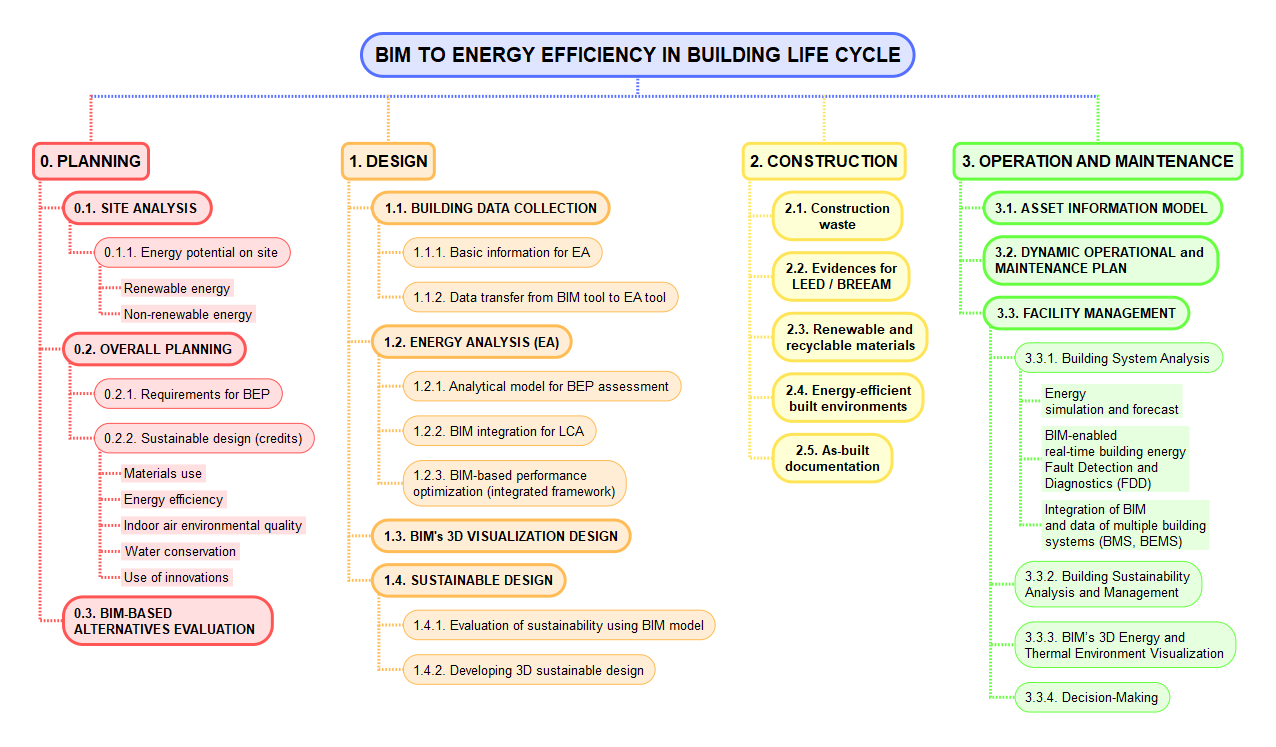 BIM TO ENERGY EFFICIENCY IN BUILDING LIFE CYCLE
0. PLANNING
0.1. SITE ANALYSIS
0.1.1. Energy potential on site
Renewable energy
Non-renewable energy
0.2. OVERALL PLANNING
0.2.1. Requirements for BEP
0.2.2. Sustainable design (credits)
Materials use
Energy efficiency
Indoor air environmental quality
Water conservation
Use of innovations
0.3. BIM-BASED
ALTERNATIVES EVALUATION
1. DESIGN
1.1. BUILDING DATA COLLECTION
1.1.1. Basic information for EA
1.1.2. Data transfer from BIM tool to EA tool
1.2. ENERGY ANALYSIS (EA)
1.2.1. Analytical model for BEP assessment
1.2.2. BIM integration for LCA
1.2.3. BIM-based performance
optimization (integrated framework)
1.3. BIM's 3D VISUALIZATION DESIGN
1.4. SUSTAINABLE DESIGN
1.4.1. Evaluation of sustainability using BIM model
1.4.2. Developing 3D sustainable design
2. CONSTRUCTION
2.1. Construction
waste
2.2. Evidences for
LEED / BREEAM
2.3. Renewable and
recyclable materials
2.4. Energy-efficient
built environments
2.5. As-built
documentation
3. OPERATION AND MAINTENANCE
3.1. ASSET INFORMATION MODEL
3.2. DYNAMIC OPERATIONAL and
MAINTENANCE PLAN
3.3. FACILITY MANAGEMENT
3.3.1. Building System Analysis
Energy
simulation and forecast
BIM-enabled
real-time building energy
Fault Detection and
Diagnostics (FDD)
Integration of BIM
and data of multiple building
systems (BMS, BEMS)
3.3.2. Building Sustainability
Analysis and Management
3.3.3. BIM's 3D Energy and
Thermal Environment Visualization
3.3.4. Decision-Making